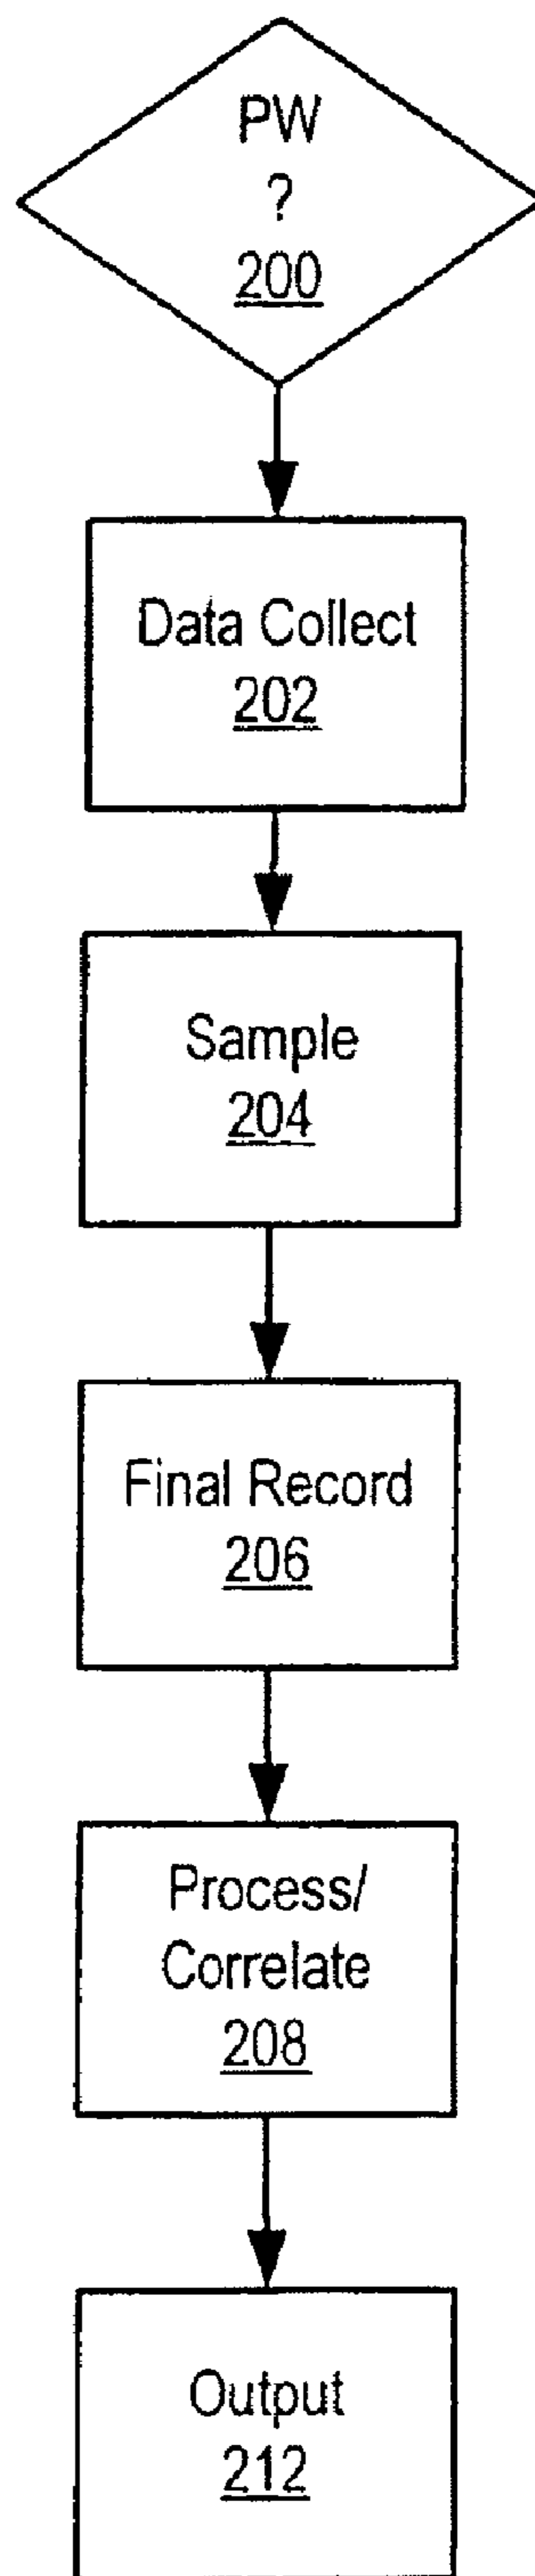 PW
?
200
Data Collect
202
Sample
204
Final Record
206
Process/
Correlate
208
Output
212